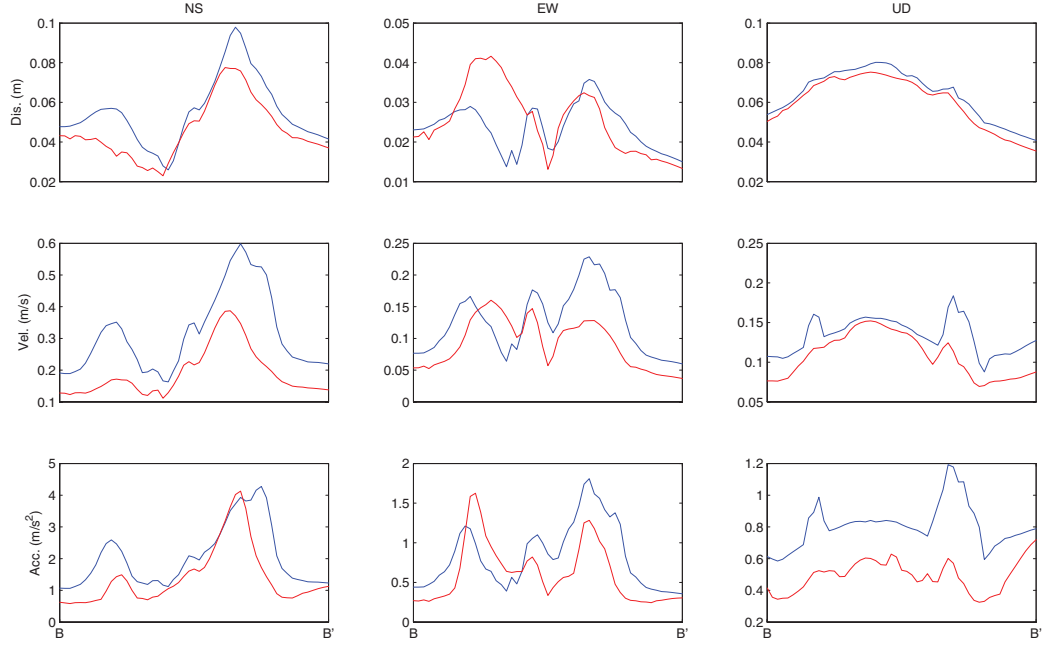 NS EW UD
0.1 0.05 0.1
0.08 0.04 0.08
Dis. (m)
0.06 0.03 0.06
0.04 0.02 0.04
0.02 0.01 0.02
0.6 0.25 0.25
0.5 0.2 0.2
Vel. (m/s)
0.4 0.15 0.15
0.3 0.1 0.1
0.2 0.05 0.05
0.1 0
5 2 1.2
4 1.5 1
Acc. (m/s²)
3 1 0.8
2 0.5 0.6
1 0 0.4
0 0.2
B B' B B' B B'